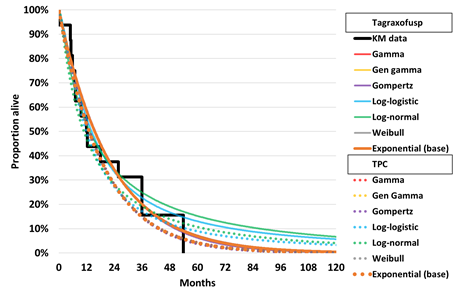 Proportion alive
100%
90%
80%
70%
60%
50%
40%
30%
20%
10%
0%
0 12 24 36 48 60 72 84 96 108 120
Months
Tagraxofusp
KM data
Gamma
Gen gamma
Gompertz
Log-logistic
Log-normal
Weibull
Exponential (base)
TPC
Gamma
Gen Gamma
Gompertz
Log-logistic
Log-normal
Weibull
Exponential (base)